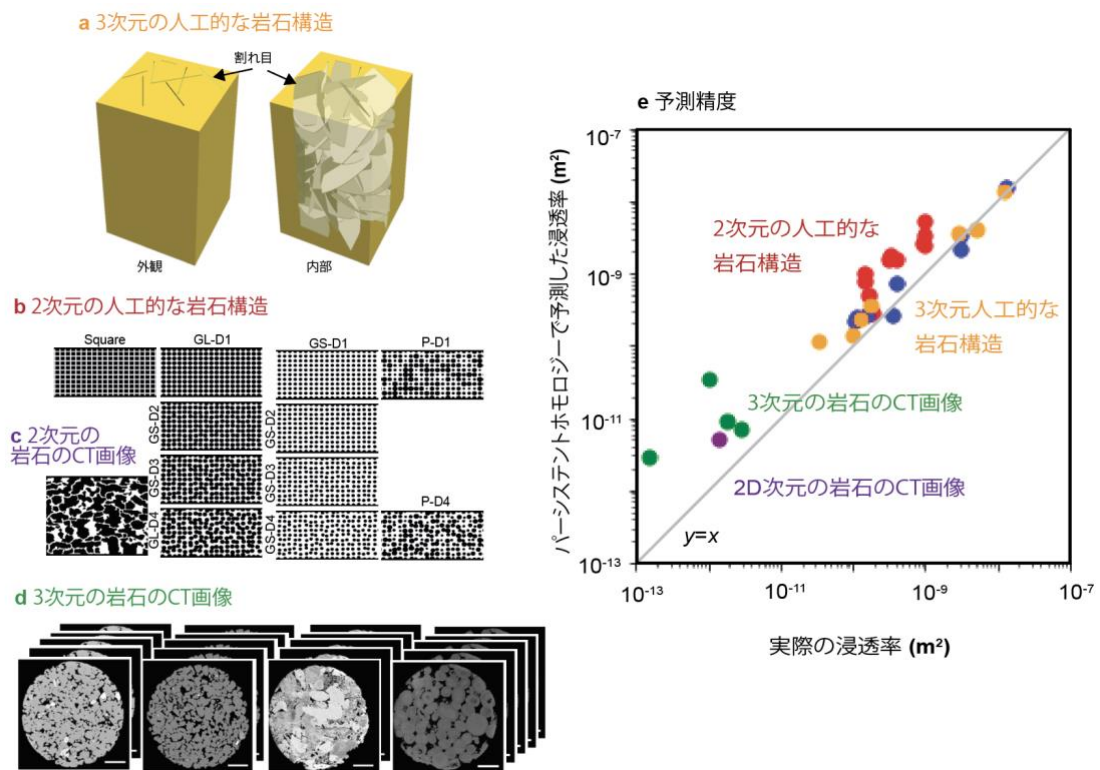 a 3次元の人工的な岩石構造
割れ目
外観
内部
b 2次元の人工的な岩石構造
Square
GL-D1
GS-D1
P-D1
GS-D2
GS-D2
c 2次元の
岩石のCT画像
GS-D3
GS-D3
GL-D4
GS-D4
P-D4
d 3次元の岩石のCT画像
e 予測精度
パーシステントホモロジーで予測した浸透率 (m²)
10⁻⁷
10⁻⁹
10⁻¹¹
10⁻¹³
2次元の人工的な
岩石構造
3次元人工的な
岩石構造
3次元の岩石のCT画像
2D次元の岩石のCT画像
y=x
10⁻¹³
10⁻¹¹
10⁻⁹
10⁻⁷
実際の浸透率 (m²)